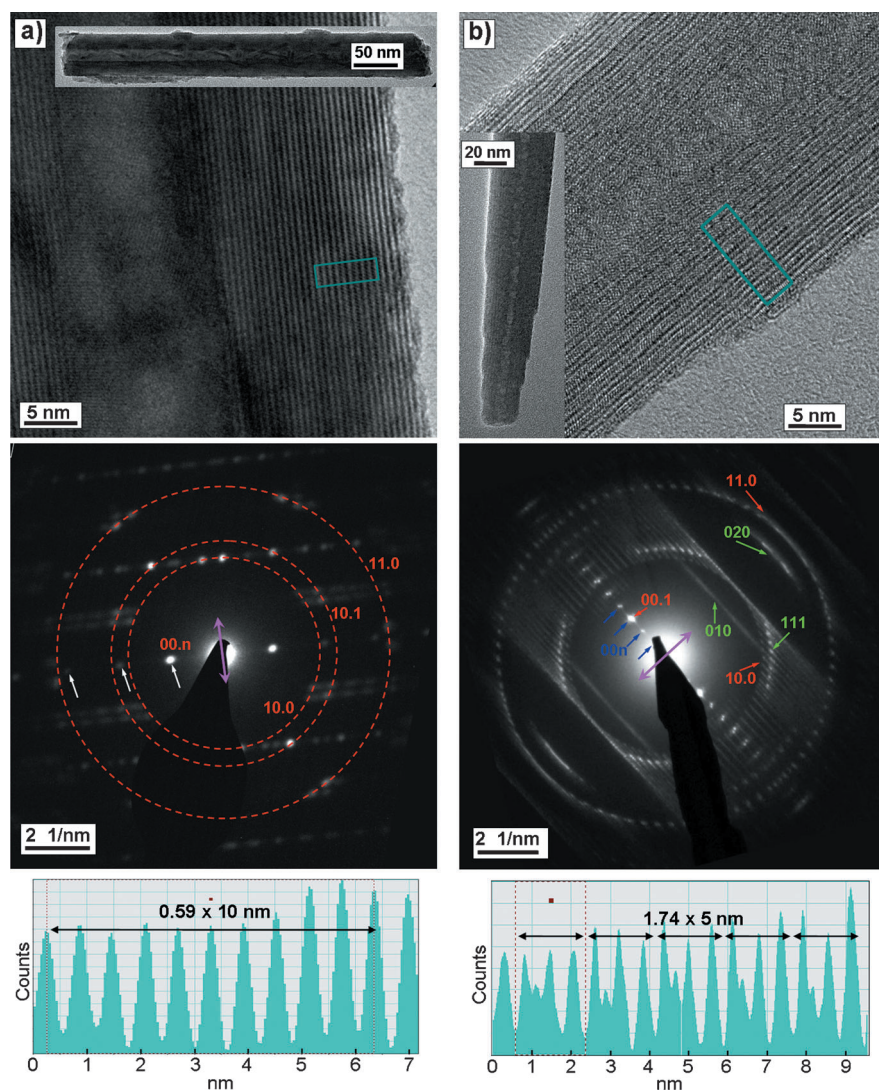 a)
50 nm
5 nm
b)
20 nm
5 nm
11.0
10.1
00.n
10.0
2 1/nm
11.0
020
00.1
00n
010
111
10.0
2 1/nm
0.59 x 10 nm
Counts
0 1 2 3 4 5 6 7
nm
1.74 x 5 nm
Counts
0 1 2 3 4 5 6 7 8 9
nm